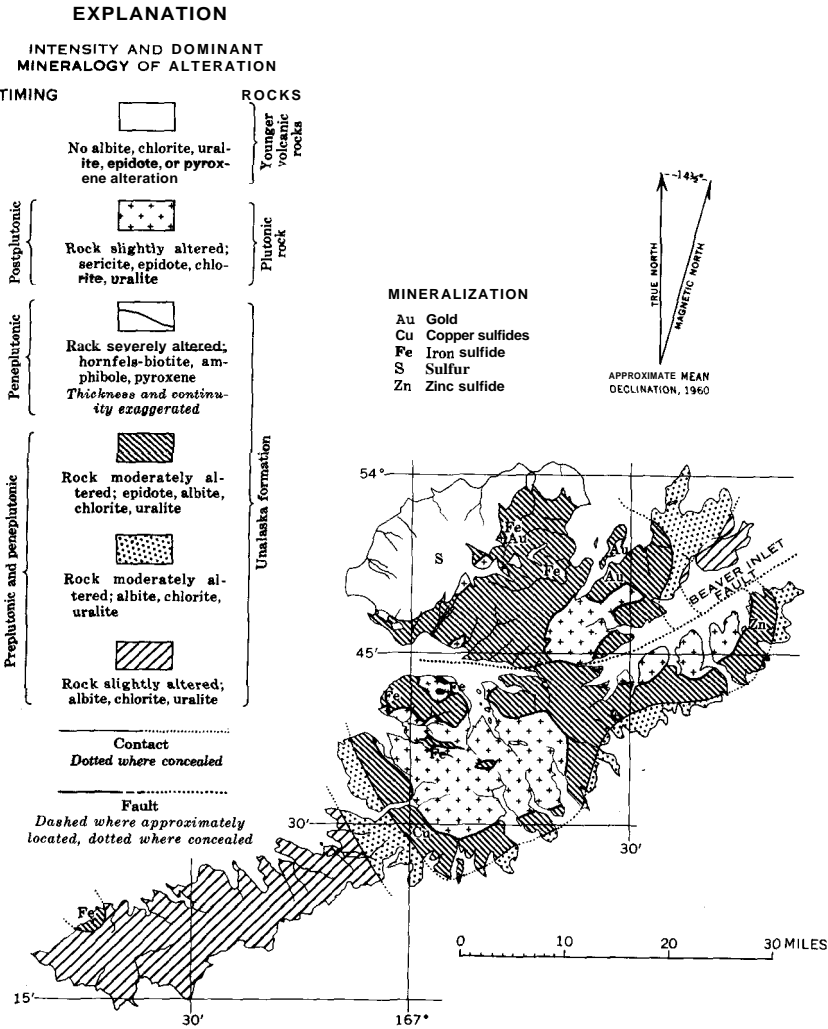 EXPLANATION
INTENSITY AND DOMINANT
MINERALOGY OF ALTERATION
TIMING
ROCKS
No albite, chlorite, ural-
ite, epidote, or pyrox-
ene alteration
Younger
volcanic
rocks
Postplutonic
Rock slightly altered;
sericite, epidote, chlo-
rite, uralite
Plutonic
rock
Peneplutonic
Rack severely altered;
hornfels-biotite, am-
phibole, pyroxene
Thickness and continu-
ity exaggerated
Preplutonic and peneplutonic
Rock moderately al-
tered; epidote, albite,
chlorite, uralite
Rock moderately al-
tered; albite, chlorite,
uralite
Rock slightly altered;
albite, chlorite, uralite
Unalaska formation
Contact
Dotted where concealed
Fault
Dashed where approximately
located, dotted where concealed
MINERALIZATION
Au Gold
Cu Copper sulfides
Fe Iron sulfide
S Sulfur
Zn Zinc sulfide
14½°
TRUE NORTH
MAGNETIC NORTH
APPROXIMATE MEAN
DECLINATION, 1960
54°
Fe
Au
S
Fe
Au
Au
BEAVER INLET
FAULT
Zn
45'
Fe
Fe
Fe
30'
Cu
30'
Fe
0 10 20 30 MILES
15'
30'
167°